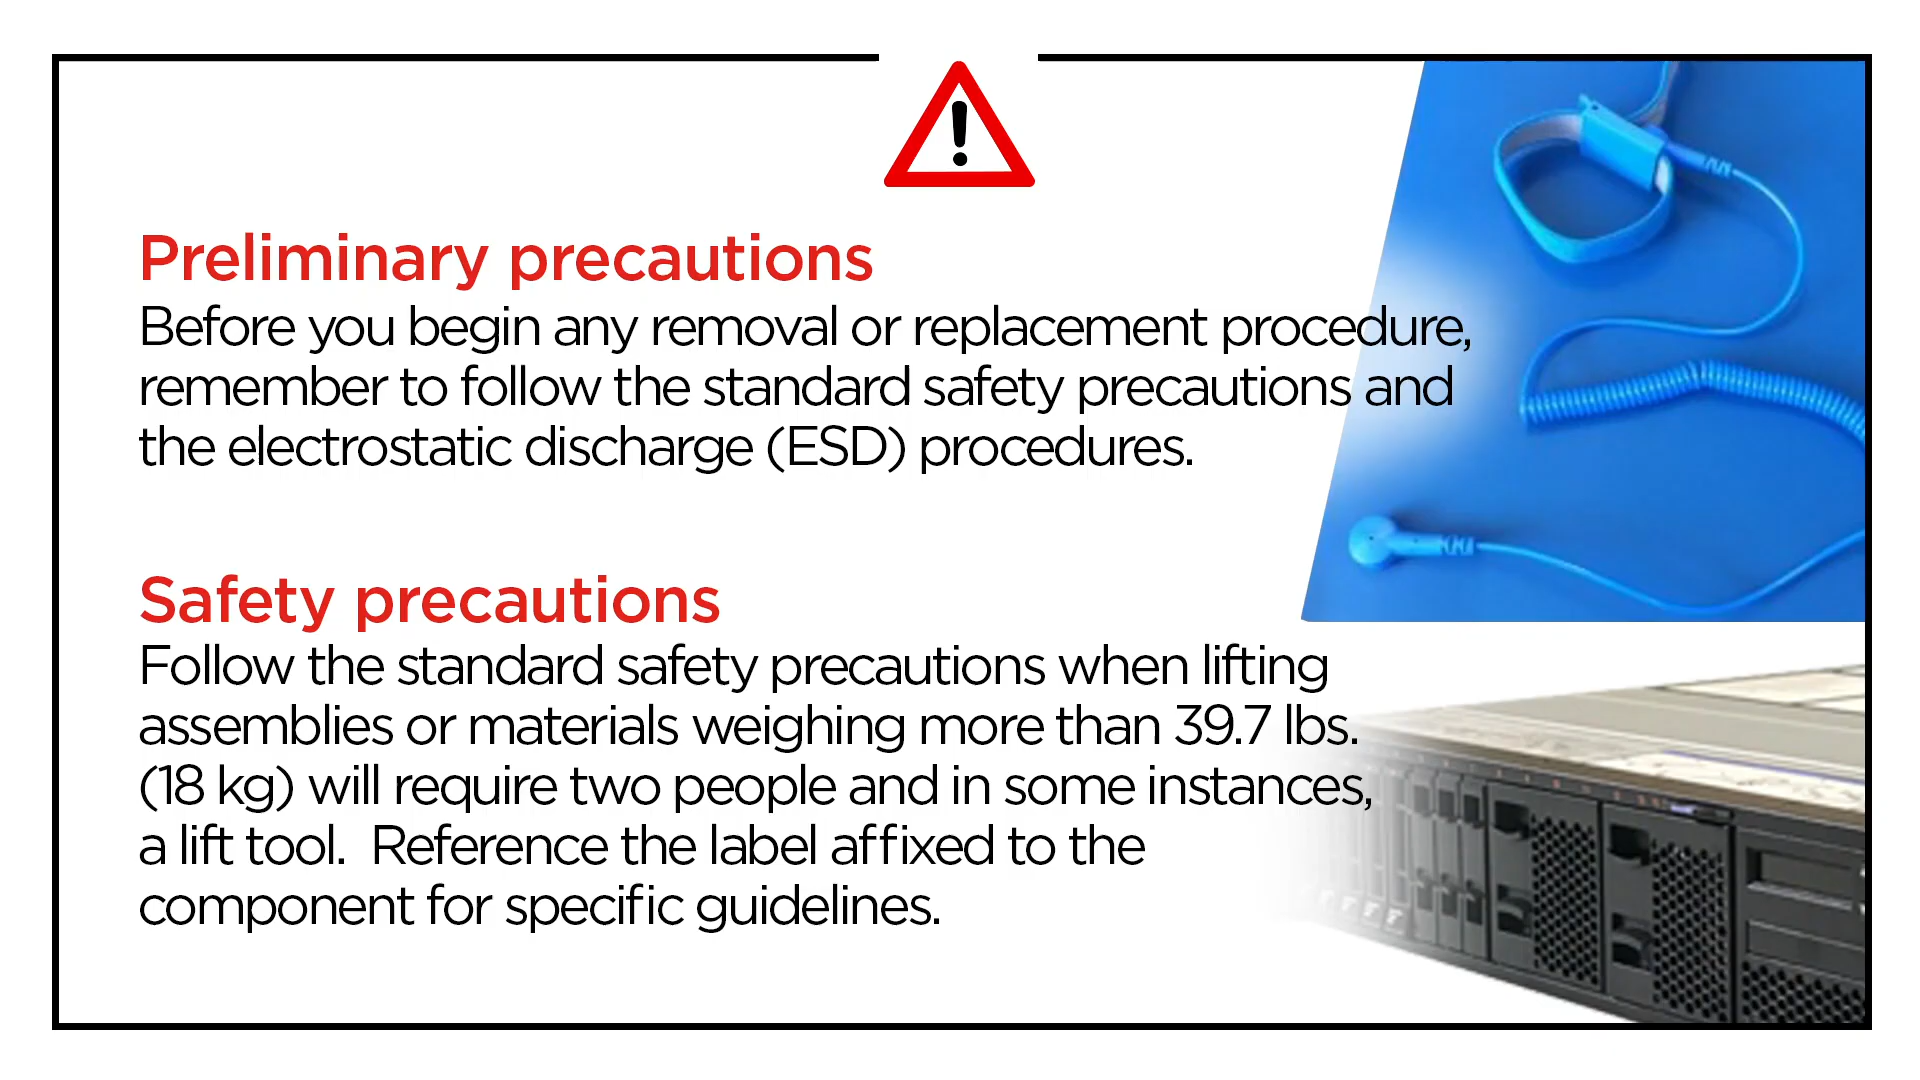 Preliminary precautions
Before you begin any removal or replacement procedure,
remember to follow the standard safety precautions and
the electrostatic discharge (ESD) procedures.
Safety precautions
Follow the standard safety precautions when lifting
assemblies or materials weighing more than 39.7 lbs.
(18 kg) will require two people and in some instances,
a lift tool.  Reference the label affixed to the
component for specific guidelines.